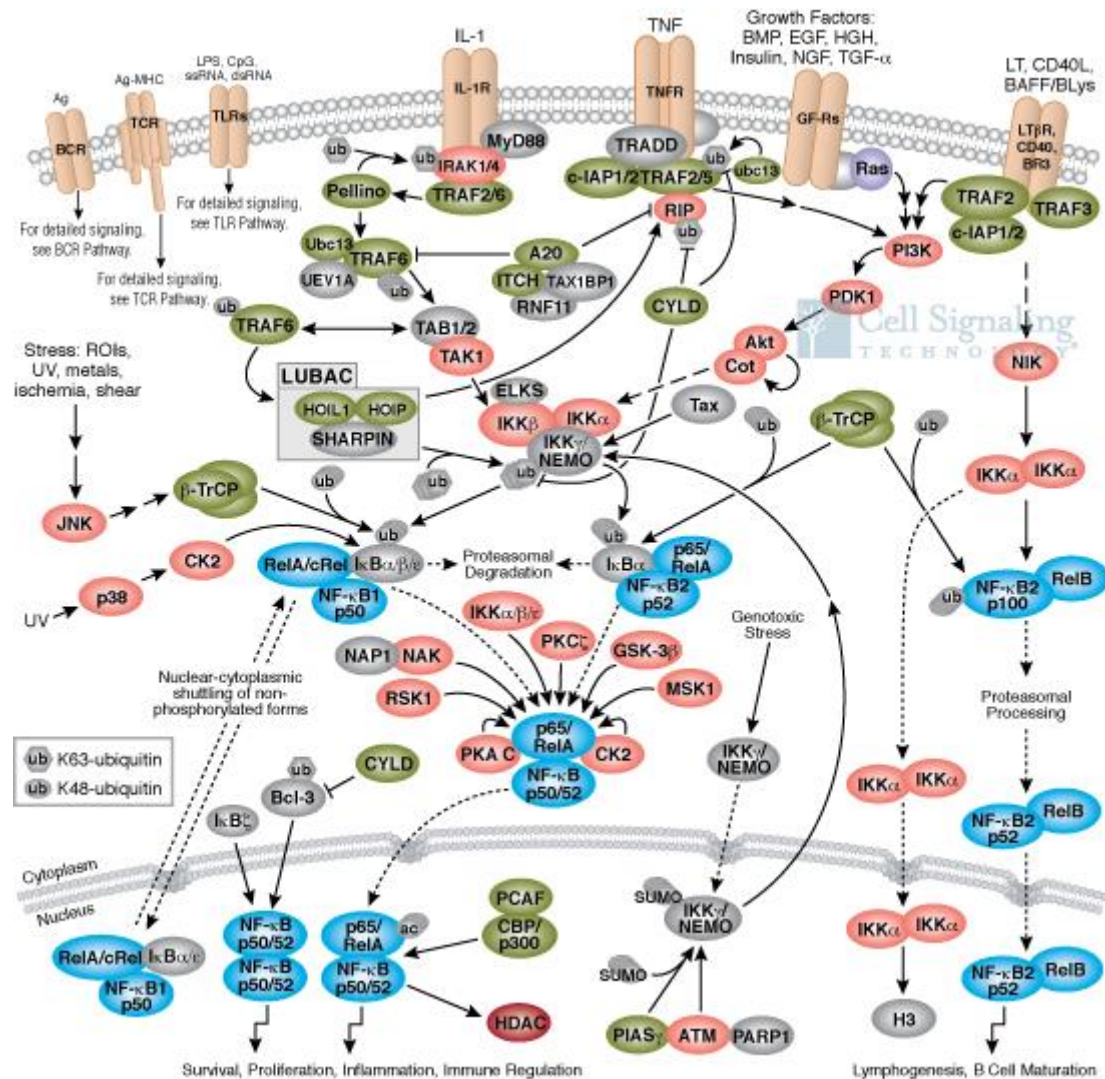 IL-1
TNF
Growth Factors:
BMP, EGF, HGH,
Insulin, NGF, TGF-α
LT, CD40L,
BAFF/BLys
LPS, CpG,
ssRNA, dsRNA
Ag-MHC
Ag
BCR
TCR
TLRs
IL-1R
TNFR
GF-Rs
LTβR,
CD40,
BR3
MyD88
ub
IRAK1/4
TRAF2/6
Pellino
TRADD
ub
c-IAP1/2
TRAF2/5
ubc13
RIP
ub
Ras
PI3K
TRAF2
TRAF3
c-IAP1/2
For detailed signaling,
see BCR Pathway.
For detailed signaling,
see TLR Pathway.
For detailed signaling,
see TCR Pathway.
Ubc13
TRAF6
UEV1A
ub
A20
ITCH
TAX1BP1
RNF11
CYLD
PDK1
Cell Signaling
TECHNOLOGY®
ub
TRAF6
TAB1/2
TAK1
Akt
Cot
NIK
Stress: ROIs,
UV, metals,
ischemia, shear
LUBAC
HOIL1
HOIP
SHARPIN
ELKS
IKKβ
IKKα
IKKγ/
NEMO
ub
Tax
ub
β-TrCP
ub
IKKα
IKKα
JNK
β-TrCP
ub
ub
CK2
p38
UV
ub
RelA/cRel
IκBα/β/ε
NF-κB1
p50
Proteasomal
Degradation
ub
IκBα
p65/
RelA
NF-κB2
p52
ub
NF-κB2
p100
RelB
IKKα/β/ε
PKCζ
GSK-3β
NAP1
NAK
RSK1
MSK1
Genotoxic
Stress
Nuclear-cytoplasmic
shuttling of non-
phosphorylated forms
PKA C
p65/
RelA
CK2
NF-κB
p50/52
Proteasomal
Processing
ub K63-ubiquitin
ub K48-ubiquitin
ub
Bcl-3
CYLD
IκBζ
IKKγ/
NEMO
IKKα
IKKα
NF-κB2
p52
RelB
Cytoplasm
Nucleus
RelA/cRel
IκBα/ε
NF-κB1
p50
NF-κB
p50/52
NF-κB
p50/52
p65/
RelA
ac
NF-κB
p50/52
PCAF
CBP/
p300
HDAC
SUMO
IKKγ/
NEMO
SUMO
PIASγ
ATM
PARP1
IKKα
IKKα
H3
NF-κB2
p52
RelB
Survival, Proliferation, Inflammation, Immune Regulation
Lymphogenesis, B Cell Maturation